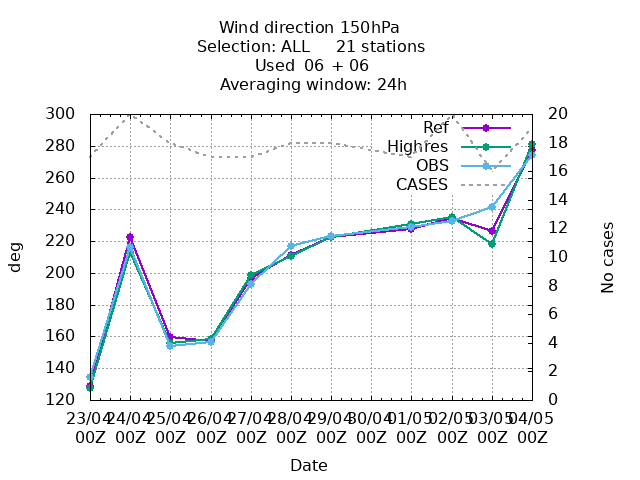 Wind direction 150hPa
Selection: ALL 21 stations
Used 06 + 06
Averaging window: 24h
300
280
260
240
220
200
180
160
140
120
deg
20
18
16
14
12
10
8
6
4
2
0
No cases
Ref
Highres
OBS
CASES
23/04 24/04 25/04 26/04 27/04 28/04 29/04 30/04 01/05 02/05 03/05 04/05
00Z 00Z 00Z 00Z 00Z 00Z 00Z 00Z 00Z 00Z 00Z 00Z
Date